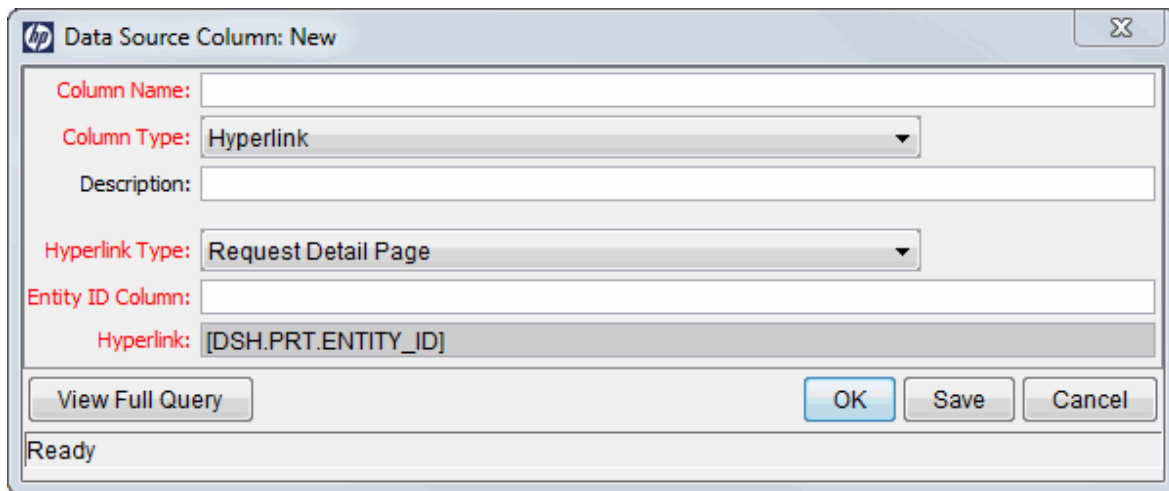 hp Data Source Column: New
Column Name:
Column Type: Hyperlink
Description:
Hyperlink Type: Request Detail Page
Entity ID Column:
Hyperlink: [DSH.PRT.ENTITY_ID]
View Full Query OK Save Cancel
Ready